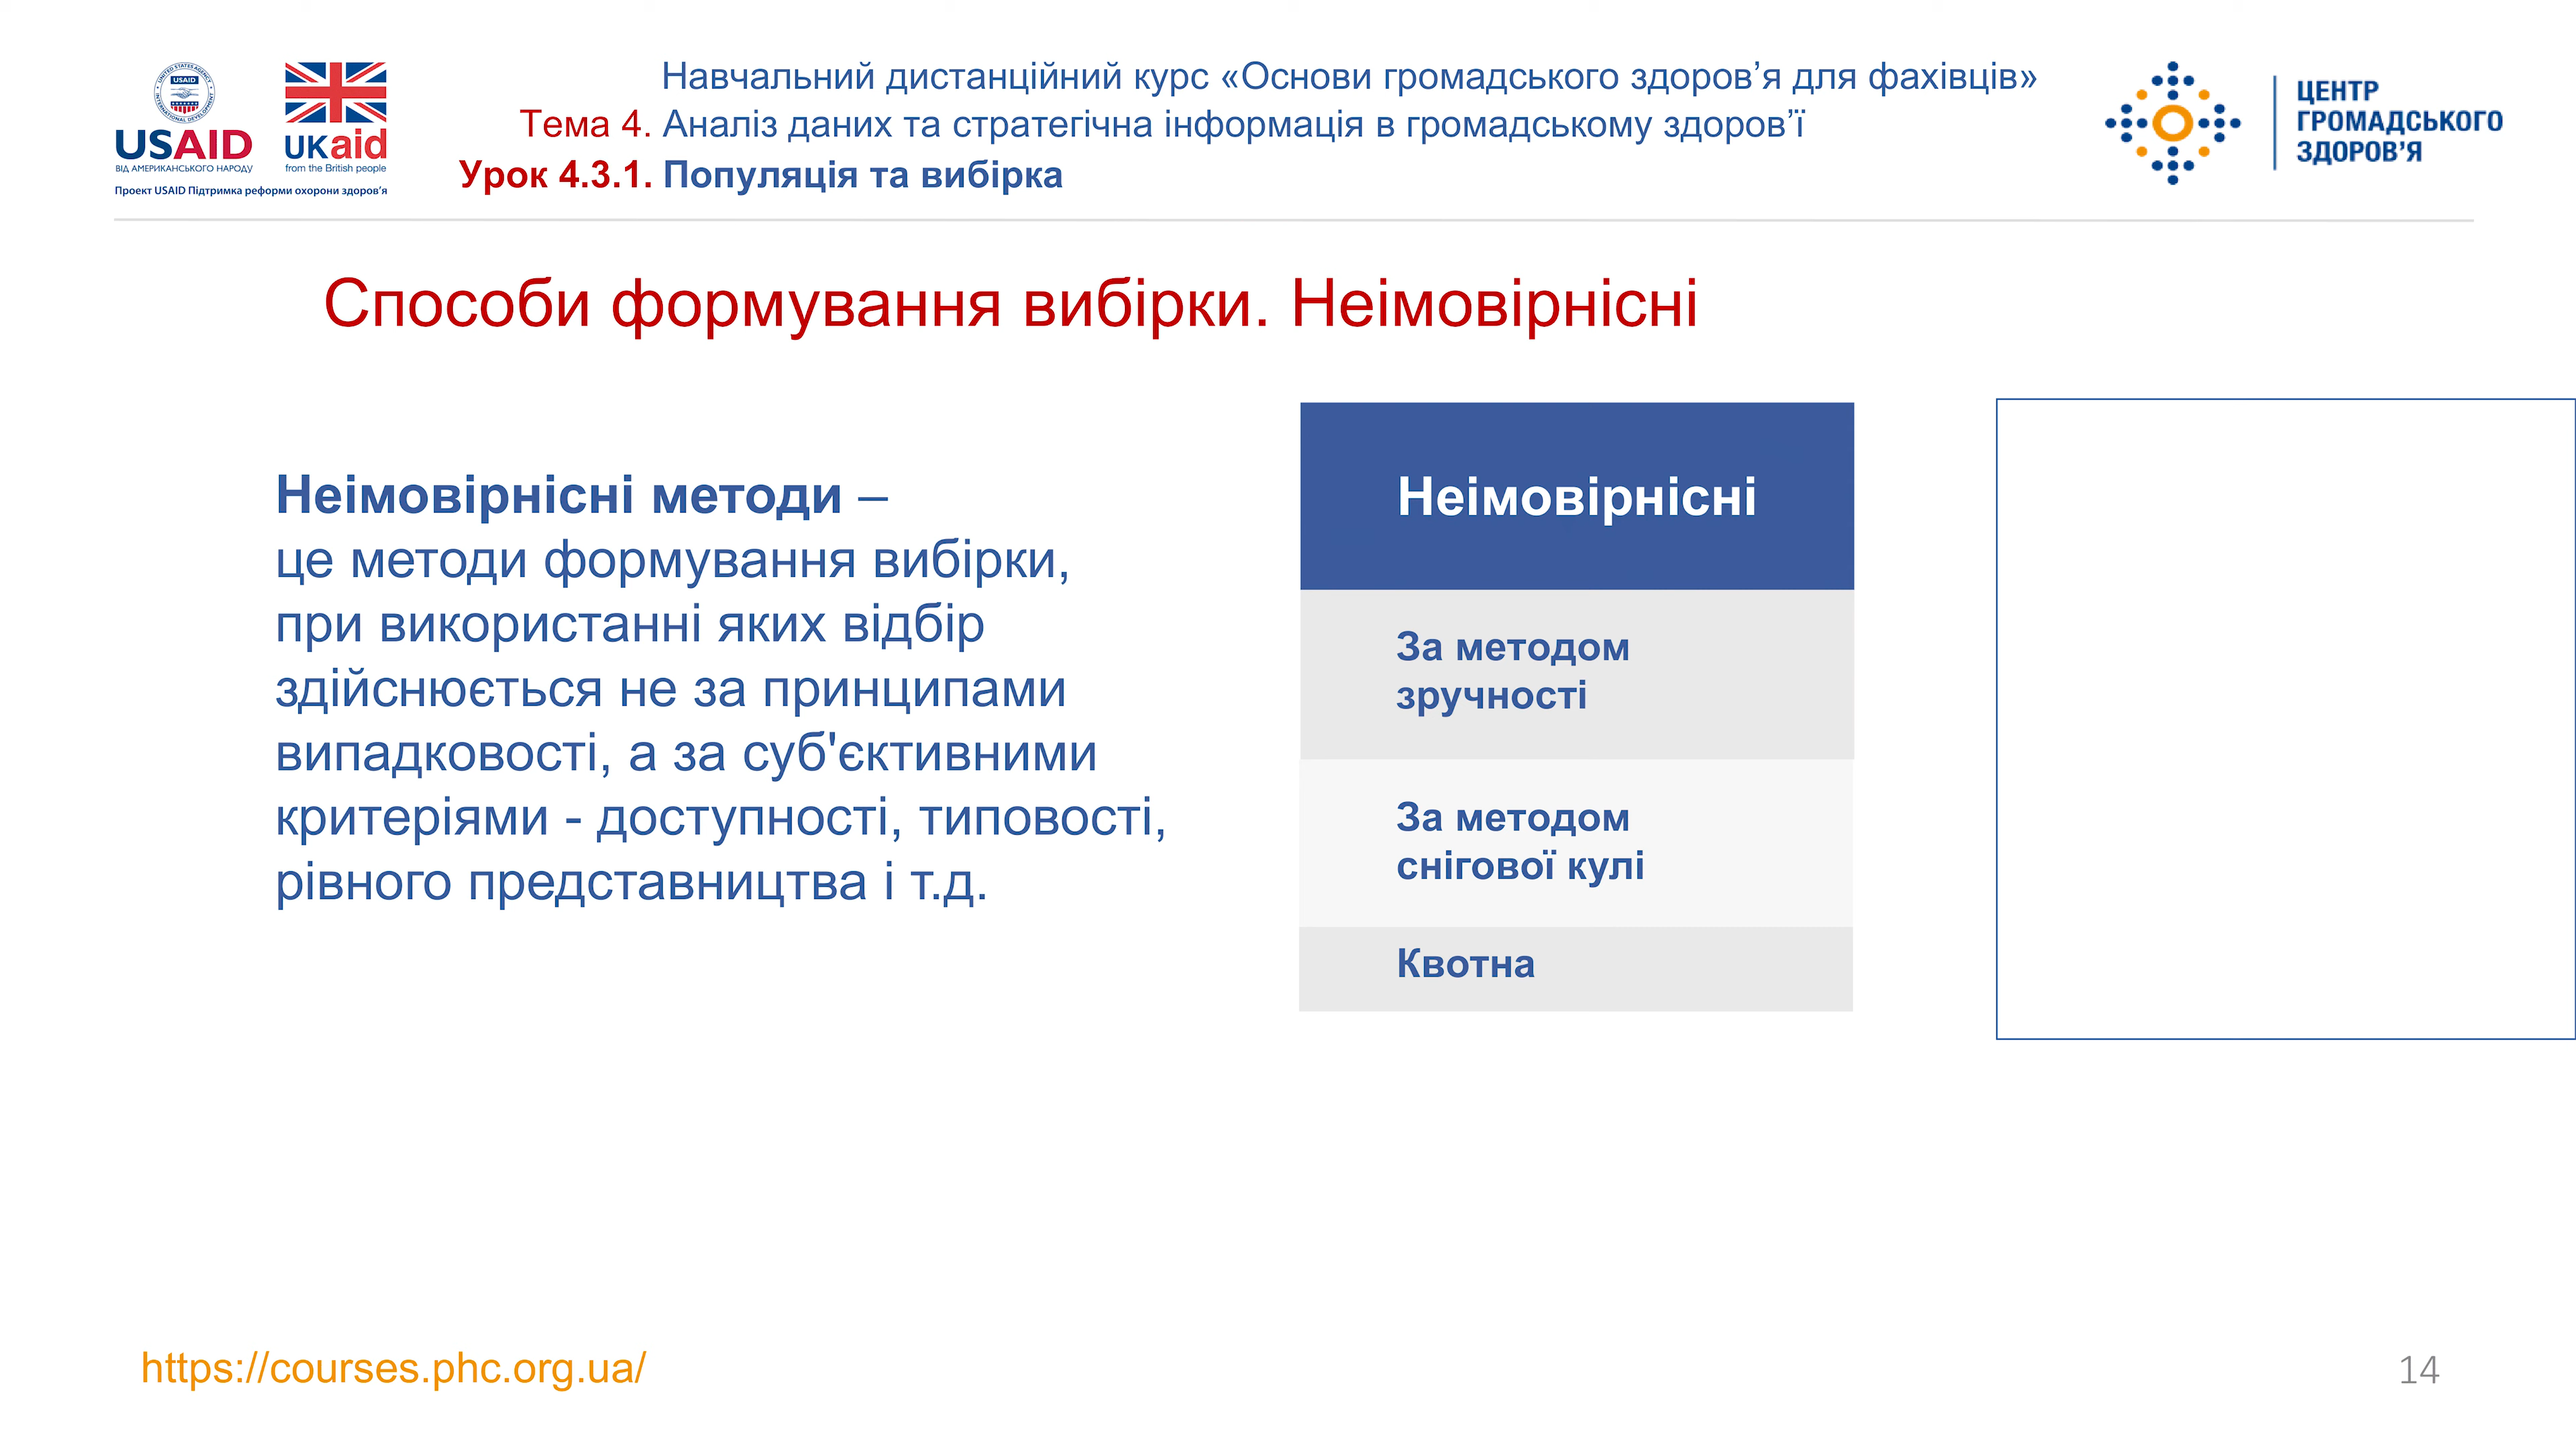 USAID
ВІД АМЕРИКАНСЬКОГО НАРОДУ
UKaid
from the British people
Проект USAID Підтримка реформи охорони здоров'я
Навчальний дистанційний курс «Основи громадського здоров’я для фахівців»
Тема 4. Аналіз даних та стратегічна інформація в громадському здоров’ї
Урок 4.3.1. Популяція та вибірка
ЦЕНТР
ГРОМАДСЬКОГО
ЗДОРОВ’Я
Способи формування вибірки. Неімовірнісні
Неімовірнісні методи –
це методи формування вибірки,
при використанні яких відбір
здійснюється не за принципами
випадковості, а за суб'єктивними
критеріями - доступності, типовості,
рівного представництва і т.д.
Неімовірнісні
За методом
зручності
За методом
снігової кулі
Квотна
https://courses.phc.org.ua/
14